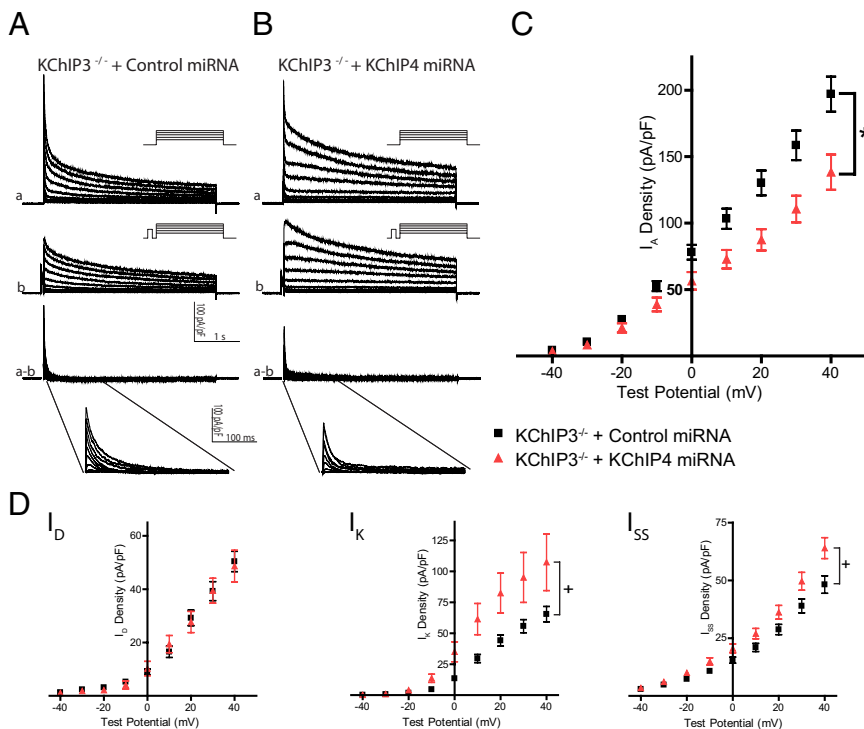 A
B
C
KChIP3 -/- + Control miRNA
KChIP3 -/- + KChIP4 miRNA
a
a
b
b
100 pA/pF
1 s
a-b
a-b
100 pA/pF
100 ms
IA Density (pA/pF)
200
150
100
50
*
-40
-20
0
20
40
Test Potential (mV)
KChIP3-/- + Control miRNA
KChIP3-/- + KChIP4 miRNA
D
ID
ID Density (pA/pF)
60
40
20
-40
-20
0
20
40
Test Potential (mV)
IK
IK Density (pA/pF)
125
100
75
50
25
+
-40
-20
0
20
40
Test Potential (mV)
ISS
ISS Density (pA/pF)
75
50
25
+
-40
-20
0
20
40
Test Potential (mV)